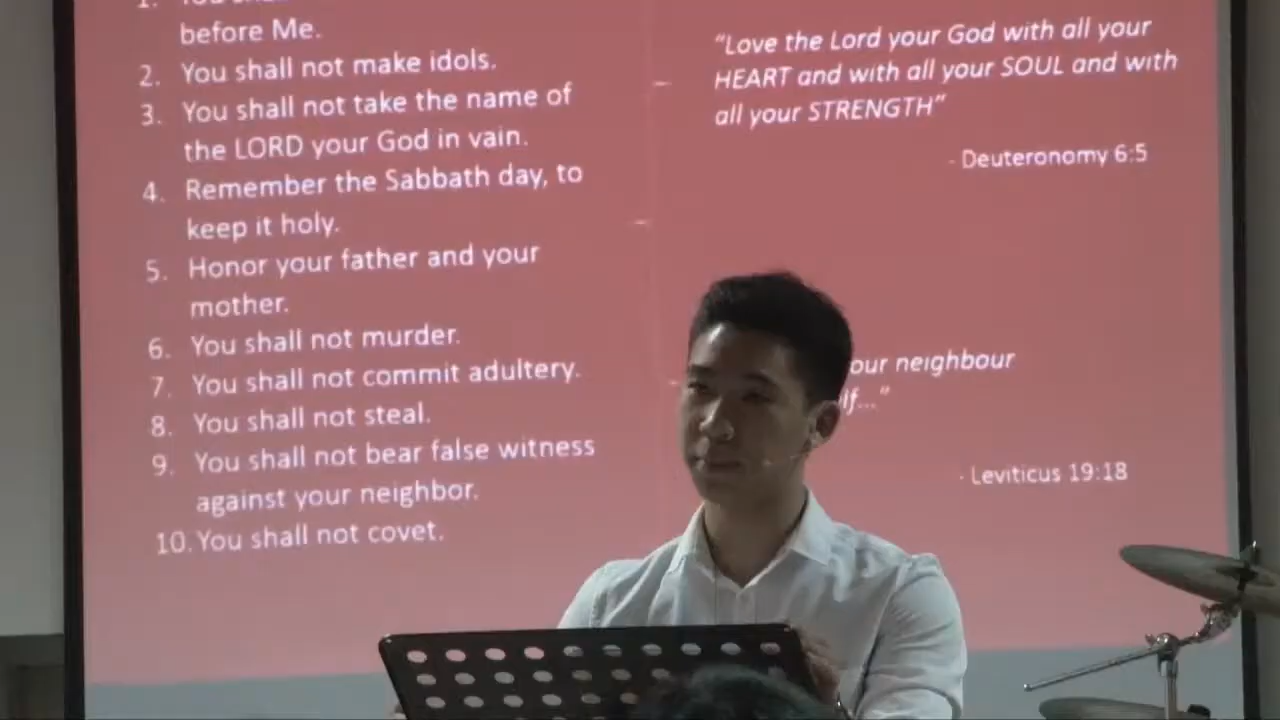 1.
before Me.
2. You shall not make idols.
3. You shall not take the name of
the LORD your God in vain.
4. Remember the Sabbath day, to
keep it holy.
5. Honor your father and your
mother.
6. You shall not murder.
7. You shall not commit adultery.
8. You shall not steal.
9. You shall not bear false witness
against your neighbor.
10. You shall not covet.
"Love the Lord your God with all your
HEART and with all your SOUL and with
all your STRENGTH"
- Deuteronomy 6:5
our neighbour
lf..."
- Leviticus 19:18